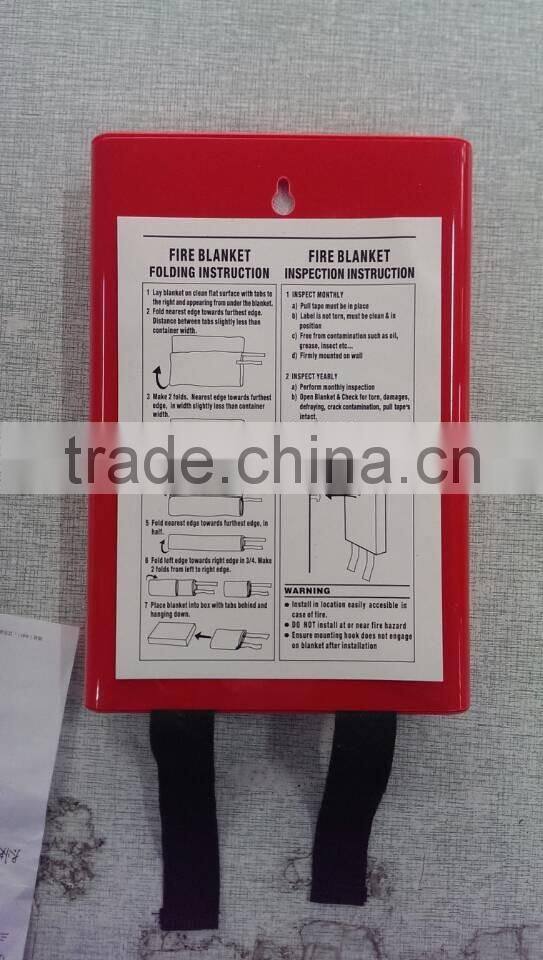 FIRE BLANKET
FOLDING INSTRUCTION
1 Lay blanket on clean flat surface with tabs to
the right and appearing from under the blanket.
2 Fold nearest edge towards furthest edge.
Distance between tabs slightly less than
container width.
3 Make 2 folds. Nearest edge towards furthest
edge, in width slightly less than container
width.
5 Fold nearest edge towards furthest edge, in
half.
6 Fold left edge towards right edge in 3/4. Make
2 folds from left to right edge.
7 Place blanket into box with tabs behind and
hanging down.
FIRE BLANKET
INSPECTION INSTRUCTION
1 INSPECT MONTHLY
a) Pull tape must be in place
b) Label is not torn, must be clean & in
position
c) Free from contamination such as oil,
grease, insect etc...
d) Firmly mounted on wall
2 INSPECT YEARLY
a) Perform monthly inspection
b) Open Blanket & Check for torn, damages,
defraying, crack contamination, pull tape's
intact.
WARNING
● Install in location easily accesible in
case of fire.
● DO NOT install at or near fire hazard
● Ensure mounting hook does not engage
on blanket after installation
trade.china.cn